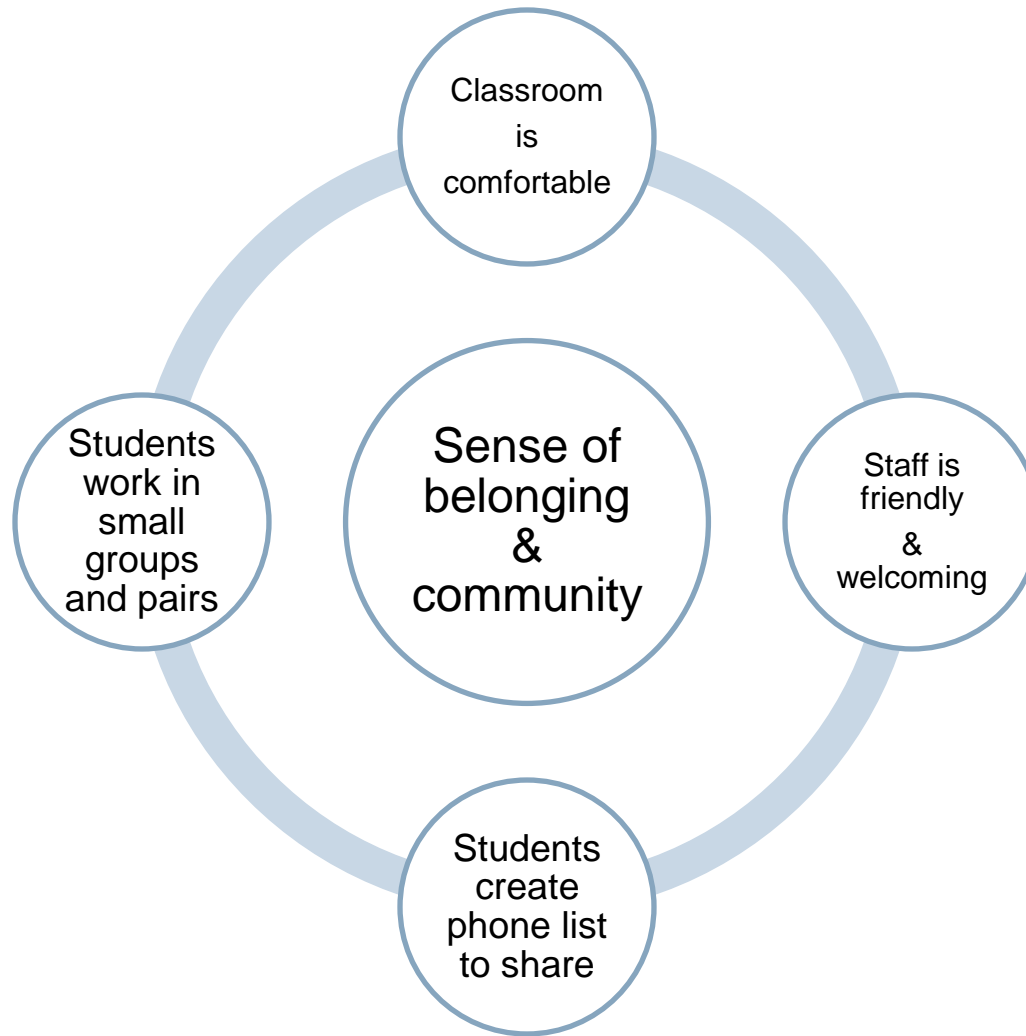 Classroom
is
comfortable
Students
work in
small
groups
and pairs
Sense of
belonging
&
community
Staff is
friendly
&
welcoming
Students
create
phone list
to share